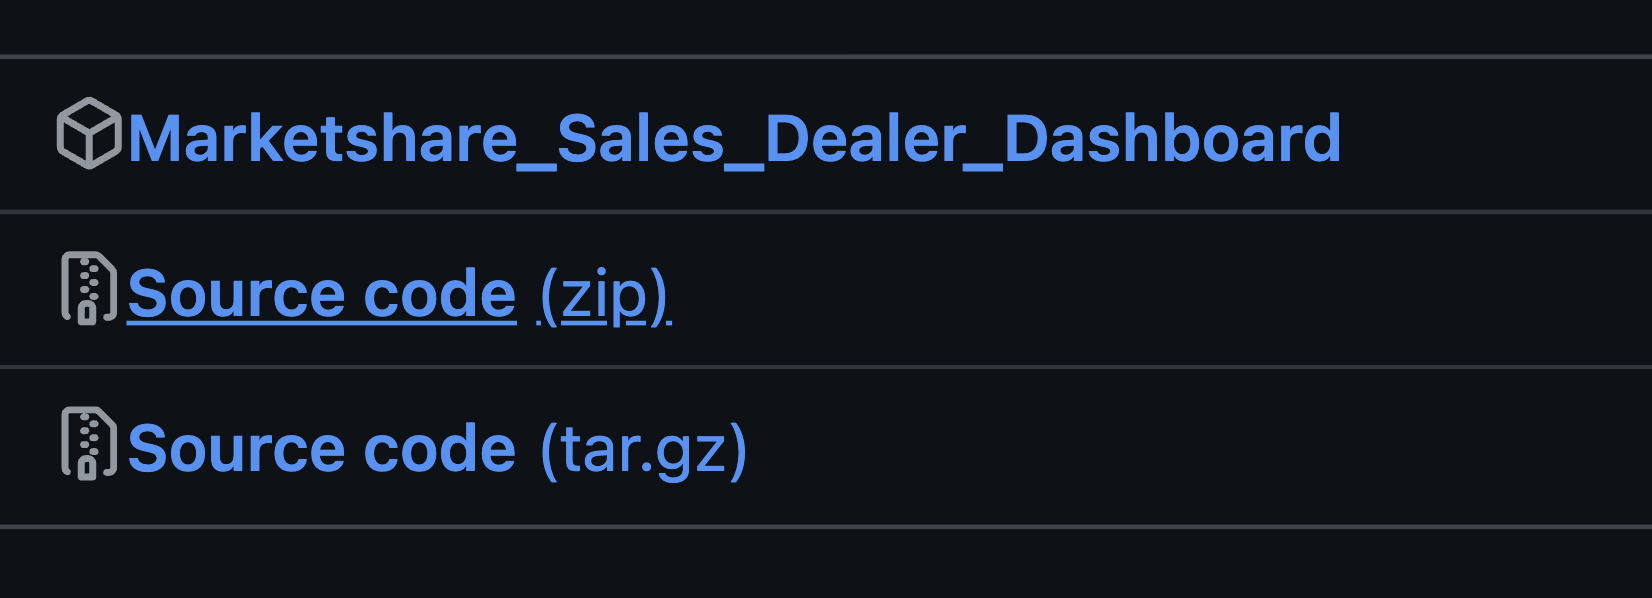 Marketshare_Sales_Dealer_Dashboard
Source code (zip)
Source code (tar.gz)